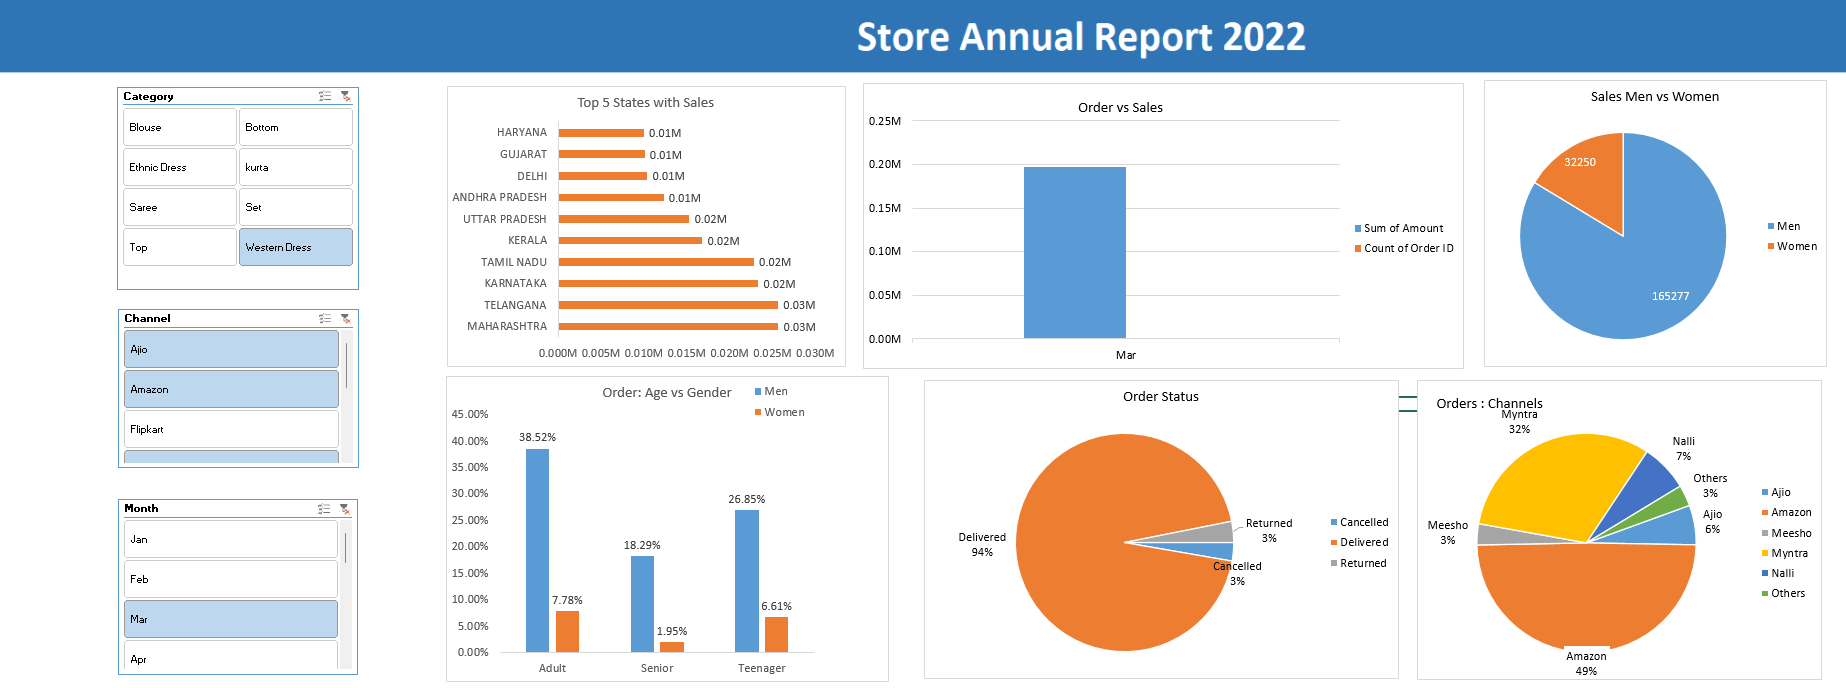 Store Annual Report 2022
Category
Blouse
Bottom
Ethnic Dress
kurta
Saree
Set
Top
Western Dress
Channel
Ajio
Amazon
Flipkart
Month
Jan
Feb
Mar
Apr
Top 5 States with Sales
HARYANA 0.01M
GUJARAT 0.01M
DELHI 0.01M
ANDHRA PRADESH 0.01M
UTTAR PRADESH 0.02M
KERALA 0.02M
TAMIL NADU 0.02M
KARNATAKA 0.02M
TELANGANA 0.03M
MAHARASHTRA 0.03M
0.000M 0.005M 0.010M 0.015M 0.020M 0.025M 0.030M
Order vs Sales
0.25M
0.20M
0.15M
0.10M
0.05M
0.00M
Mar
Sum of Amount
Count of Order ID
Sales Men vs Women
32250
165277
Men
Women
Order: Age vs Gender
Men
Women
45.00%
40.00%
35.00%
30.00%
25.00%
20.00%
15.00%
10.00%
5.00%
0.00%
38.52%
7.78%
18.29%
1.95%
26.85%
6.61%
Adult Senior Teenager
Order Status
Delivered
94%
Returned
3%
Cancelled
3%
Cancelled
Delivered
Returned
Orders : Channels
Myntra
32%
Nalli
7%
Others
3%
Ajio
6%
Meesho
3%
Amazon
49%
Ajio
Amazon
Meesho
Myntra
Nalli
Others